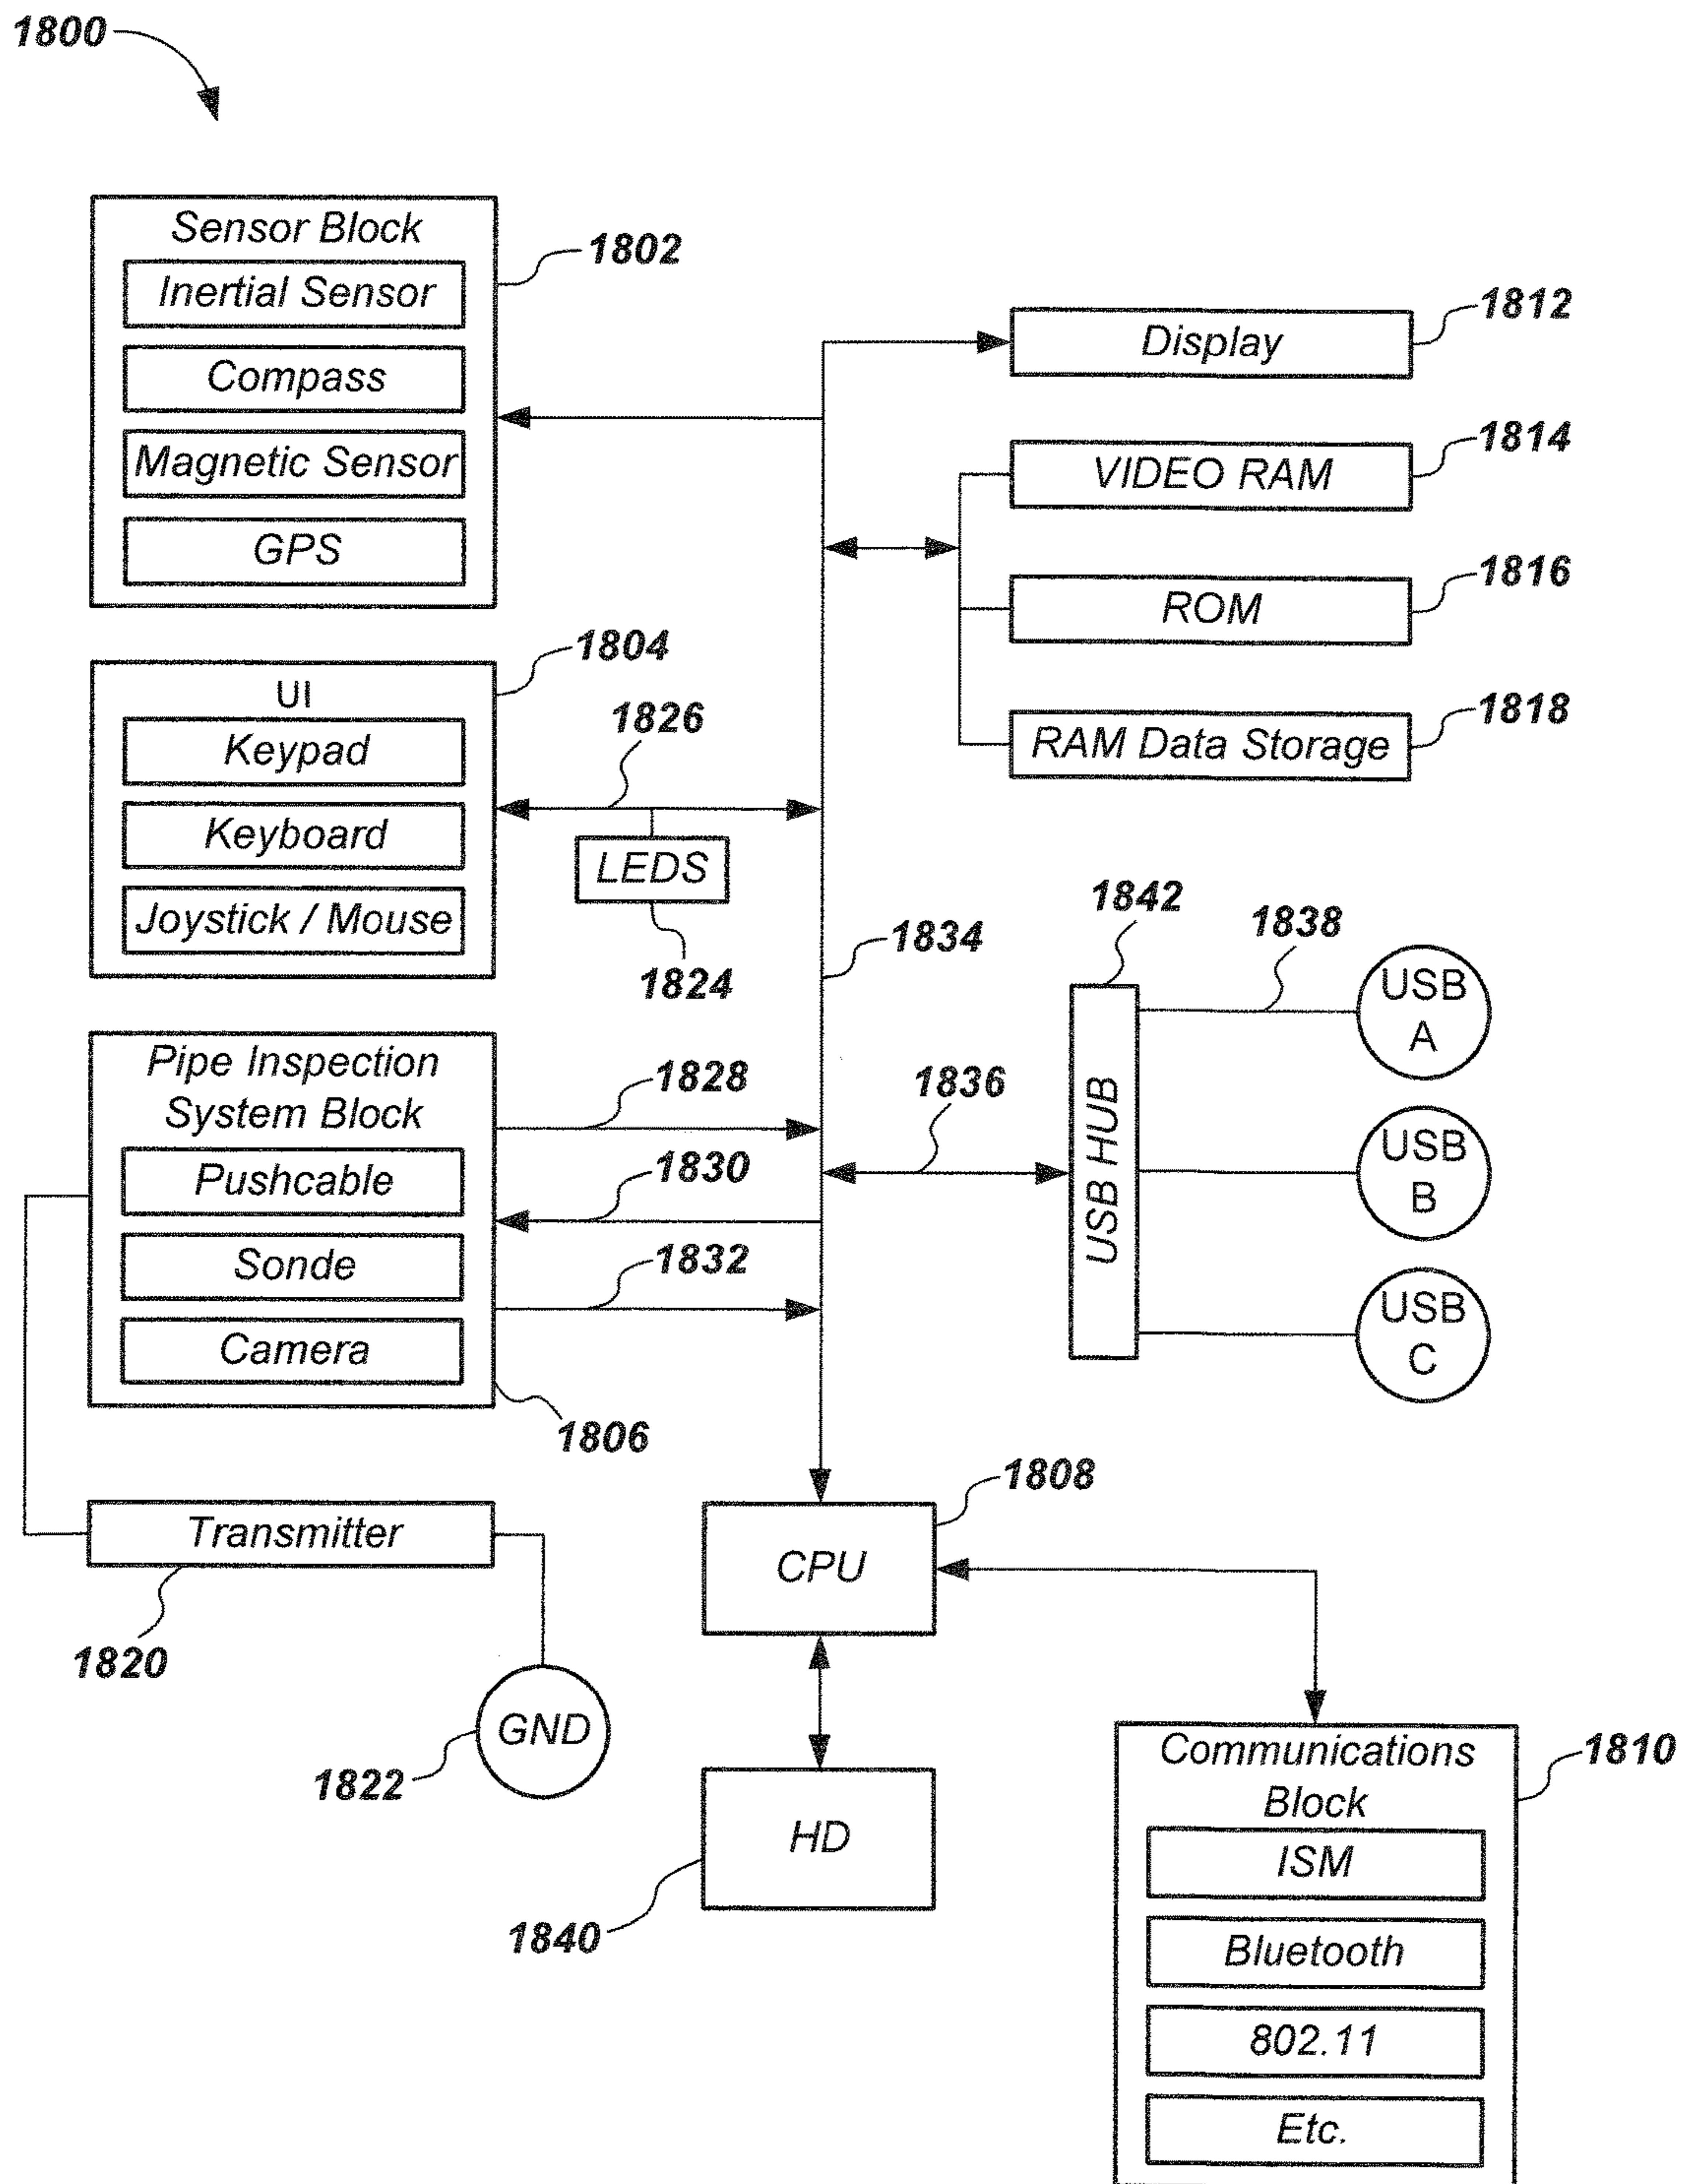 1800
Sensor Block
1802
Inertial Sensor
Compass
Magnetic Sensor
GPS
1812
Display
1814
VIDEO RAM
1816
ROM
1818
RAM Data Storage
1804
UI
Keypad
Keyboard
Joystick / Mouse
1826
LEDS
1824
1834
1842
1838
USB
A
USB HUB
USB
B
USB
C
1836
Pipe Inspection
System Block
Pushcable
Sonde
Camera
1828
1830
1832
1806
Transmitter
1820
GND
1822
1808
CPU
HD
1840
Communications
Block
1810
ISM
Bluetooth
802.11
Etc.